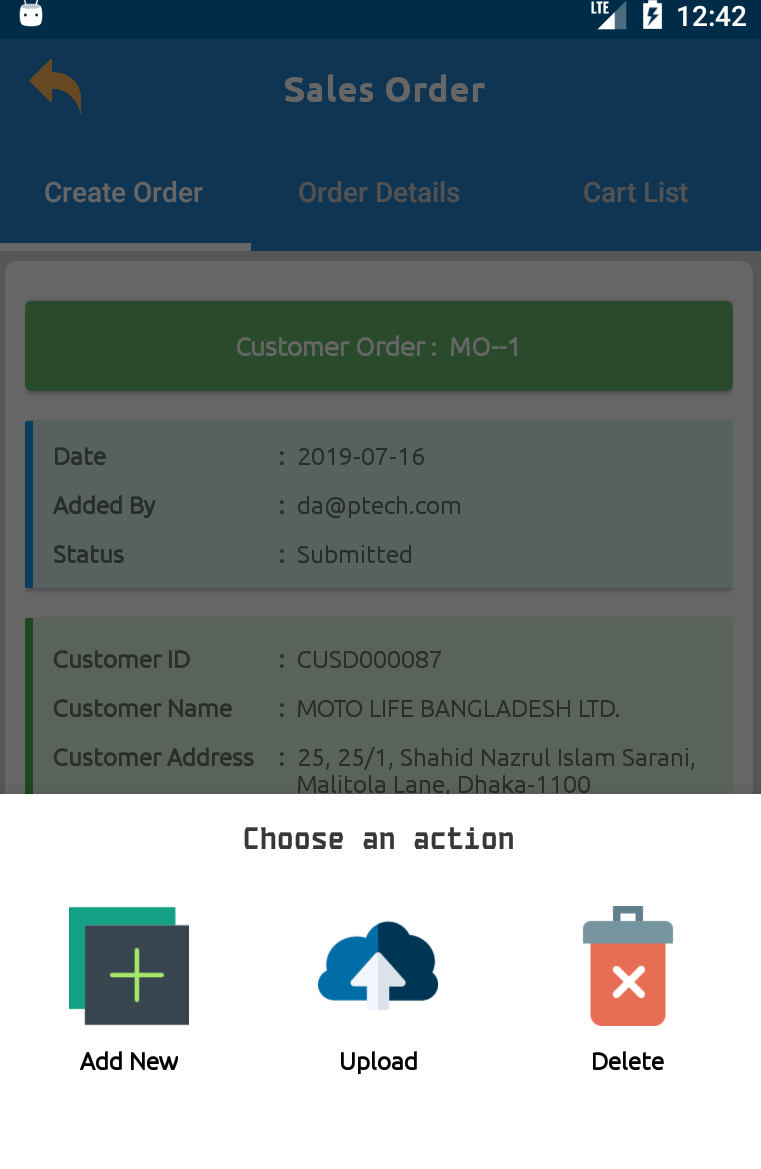 LTE 12:42
Sales Order
Create Order Order Details Cart List
Customer Order : MO--1
Date : 2019-07-16
Added By : da@ptech.com
Status : Submitted
Customer ID : CUSD000087
Customer Name : MOTO LIFE BANGLADESH LTD.
Customer Address : 25, 25/1, Shahid Nazrul Islam Sarani,
Malitola Lane, Dhaka-1100
Choose an action
Add New Upload Delete